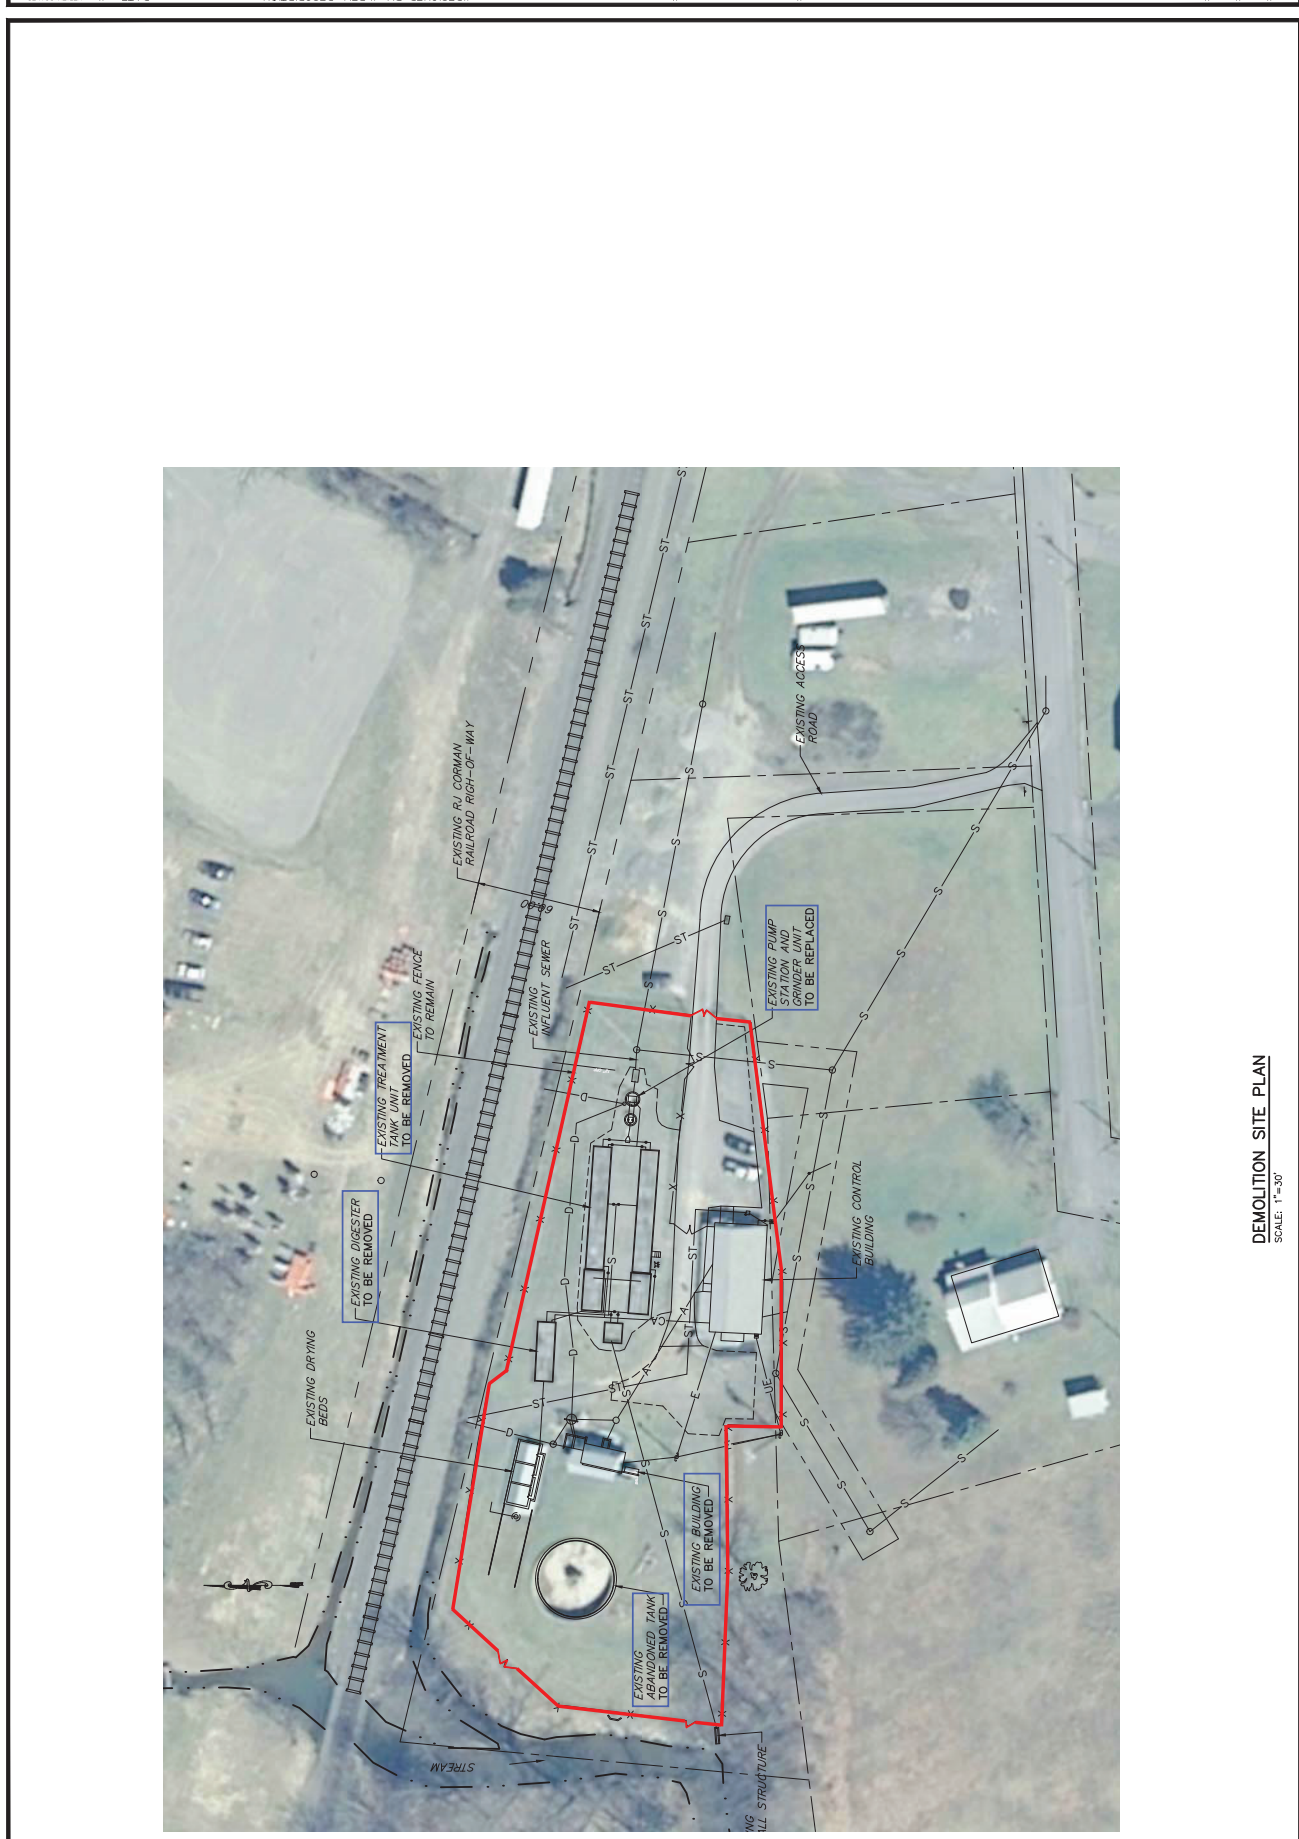 EXISTING RJ CORMAN
RAILROAD RIGH-OF-WAY
EXISTING ACCESS
ROAD
EXISTING FENCE
TO REMAIN
EXISTING
INFLUENT SEWER
EXISTING PUMP
STATION AND
GRINDER UNIT
TO BE REPLACED
EXISTING TREATMENT
TANK UNIT
TO BE REMOVED
EXISTING DIGESTER
TO BE REMOVED
EXISTING DRYING
BEDS
EXISTING CONTROL
BUILDING
EXISTING BUILDING
TO BE REMOVED
EXISTING
ABANDONED TANK
TO BE REMOVED
STREAM
ALL STRUCTURE
DEMOLITION SITE PLAN
SCALE: 1"=30'